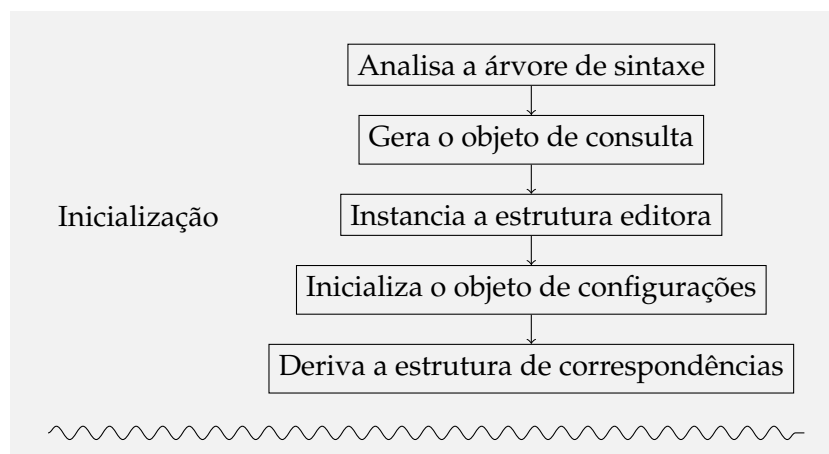 Analisa a árvore de sintaxe
Gera o objeto de consulta
Inicialização
Instancia a estrutura editora
Inicializa o objeto de configurações
Deriva a estrutura de correspondências